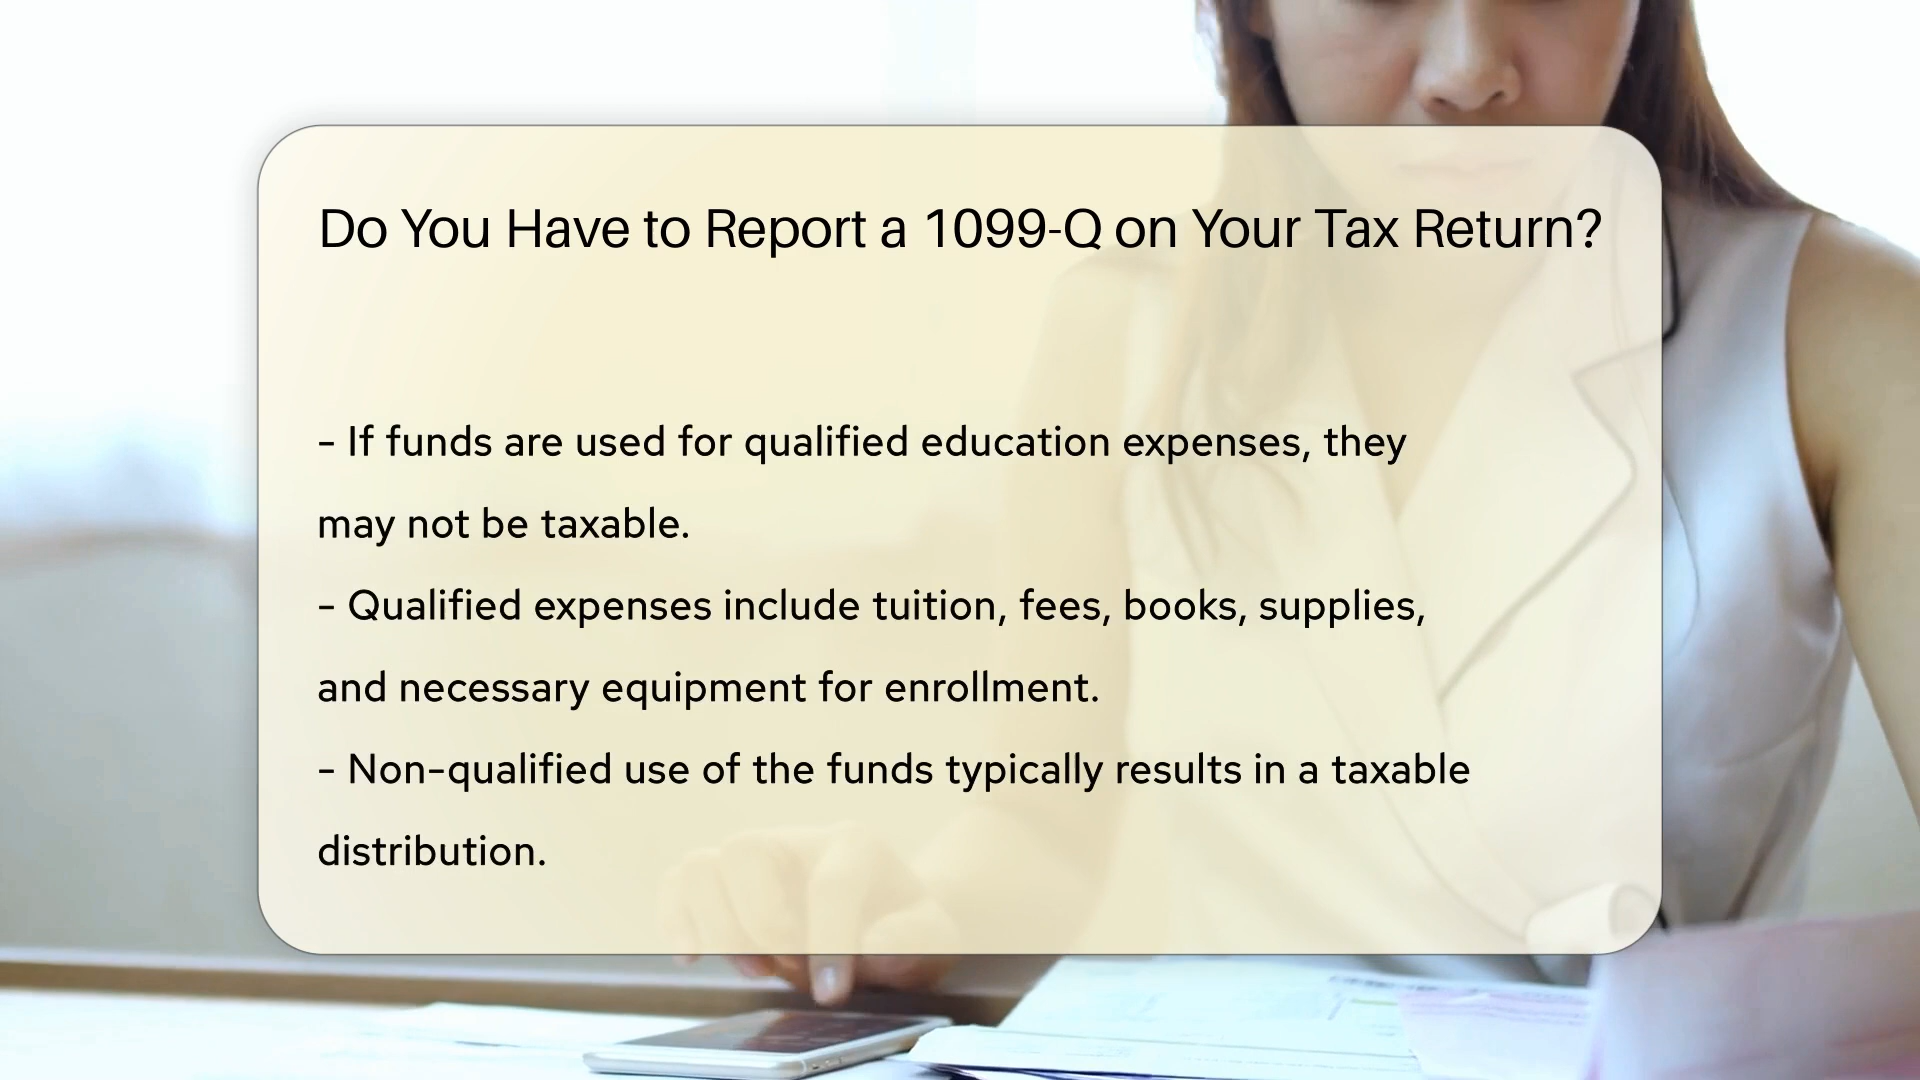 Do You Have to Report a 1099-Q on Your Tax Return?
- If funds are used for qualified education expenses, they
may not be taxable.
- Qualified expenses include tuition, fees, books, supplies,
and necessary equipment for enrollment.
- Non-qualified use of the funds typically results in a taxable
distribution.